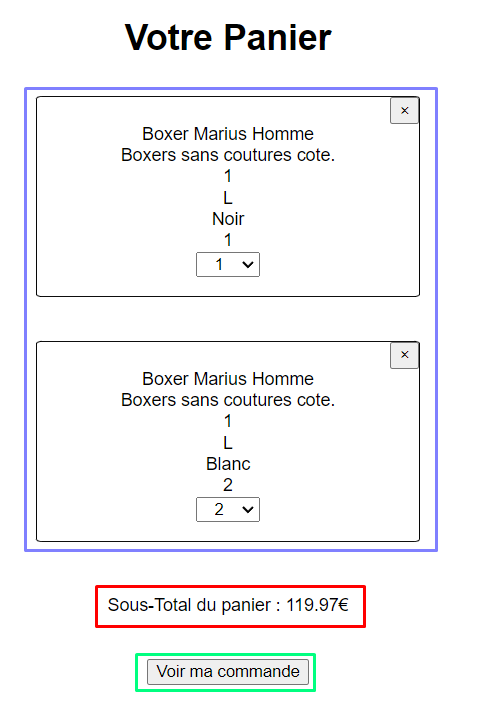 Votre Panier
×
Boxer Marius Homme
Boxers sans coutures cote.
1
L
Noir
1
1
×
Boxer Marius Homme
Boxers sans coutures cote.
1
L
Blanc
2
2
Sous-Total du panier : 119.97€
Voir ma commande